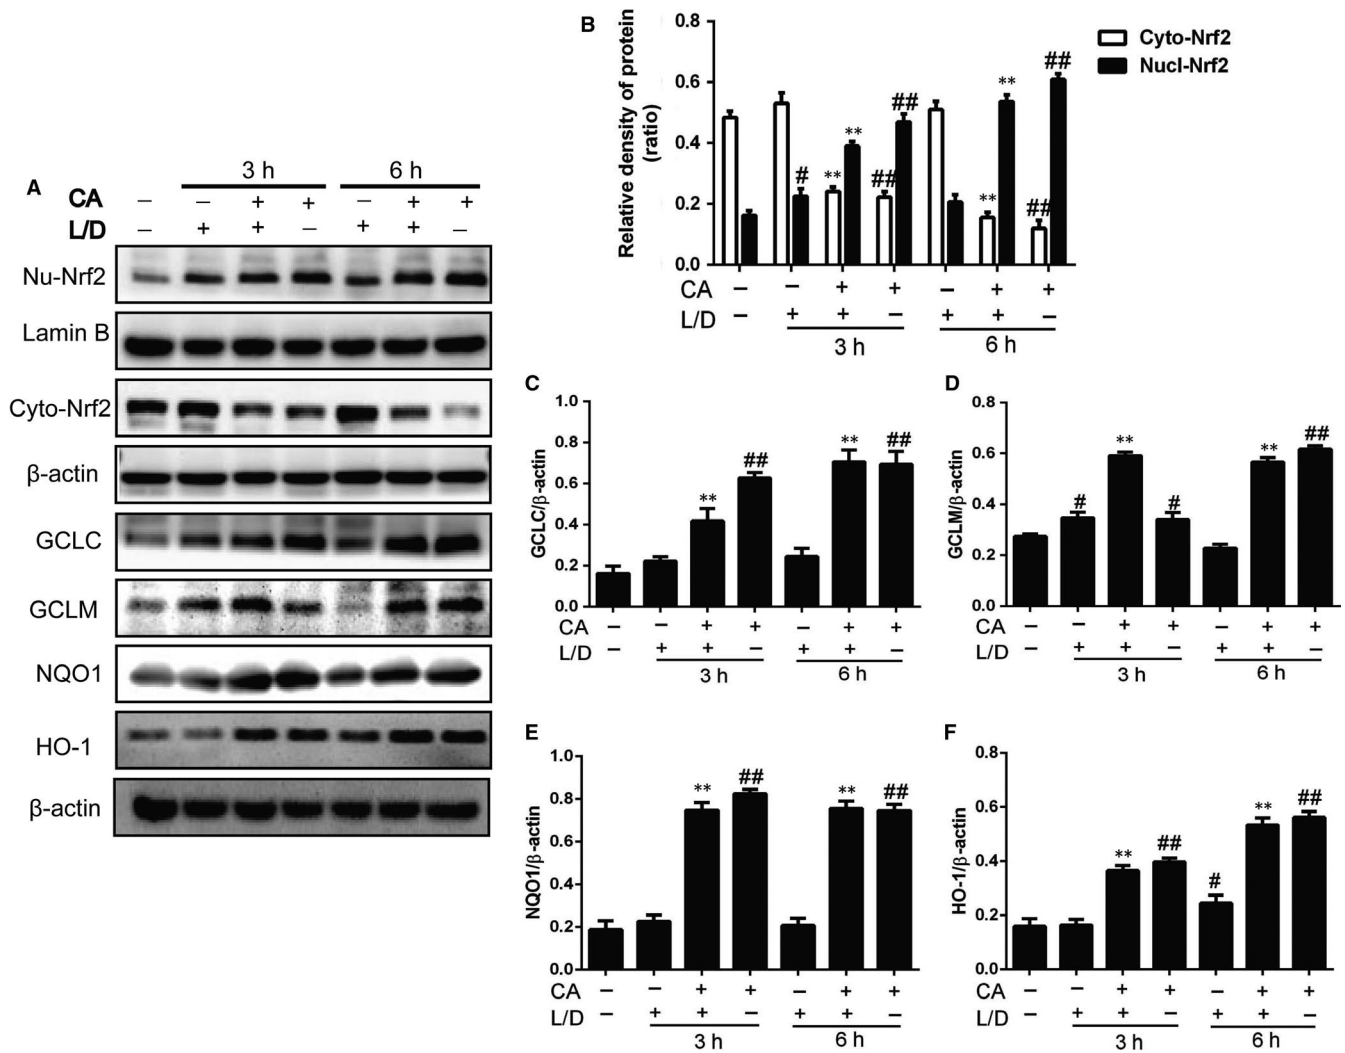 A
3 h
6 h
CA
– – + + – + +
L/D
– + + – + + –
Nu-Nrf2
Lamin B
Cyto-Nrf2
β-actin
GCLC
GCLM
NQO1
HO-1
β-actin
B
Relative density of protein
(ratio)
0.8
0.6
0.4
0.2
0.0
Cyto-Nrf2
Nucl-Nrf2
#
**
**
##
##
**
**
##
##
CA – – + + – + +
L/D – + + – + + –
3 h
6 h
C
GCLC/β-actin
1.0
0.8
0.6
0.4
0.2
0.0
**
##
**
##
CA – – + + – + +
L/D – + + – + + –
3 h
6 h
D
GCLM/β-actin
0.8
0.6
0.4
0.2
0.0
#
**
#
**
##
CA – – + + – + +
L/D – + + – + + –
3 h
6 h
E
NQO1/β-actin
1.0
0.8
0.6
0.4
0.2
0.0
**
##
**
##
CA – – + + – + +
L/D – + + – + + –
3 h
6 h
F
HO-1/β-actin
0.8
0.6
0.4
0.2
0.0
**
##
#
**
##
CA – – + + – + +
L/D – + + – + + –
3 h
6 h